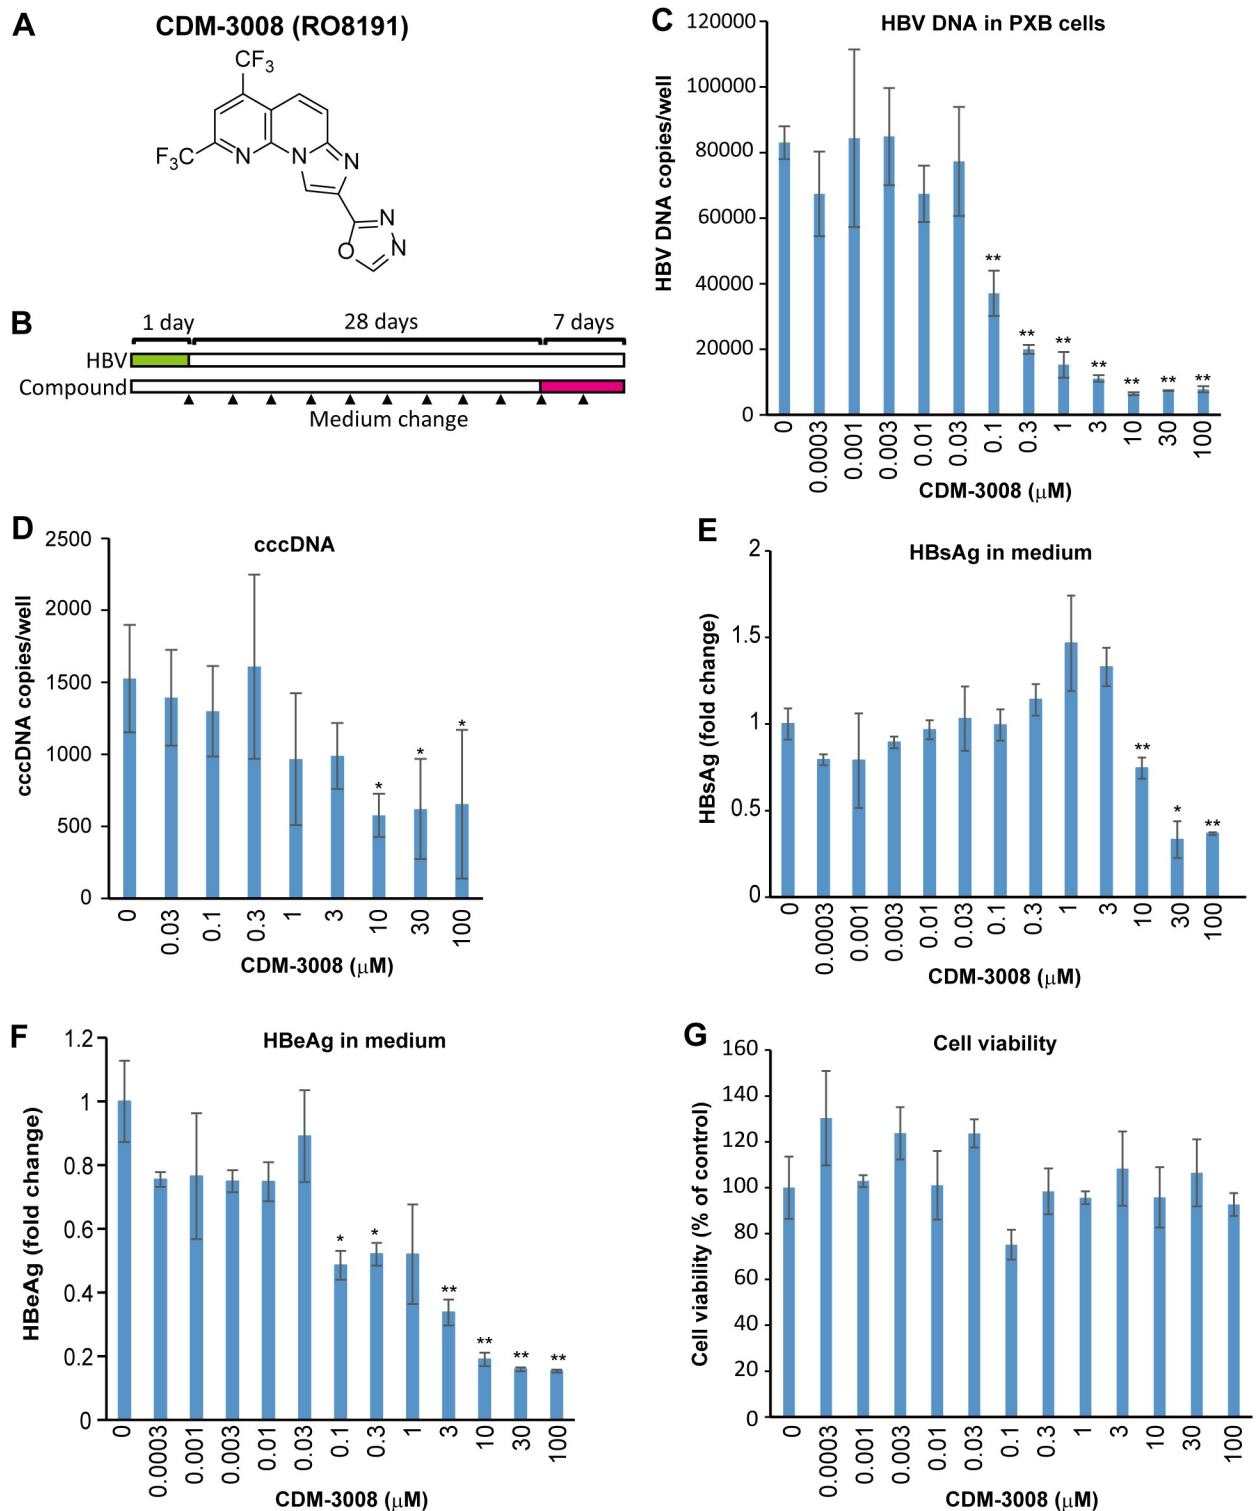 A
CDM-3008 (RO8191)
CF3
F3C
N
N
N
N
N
O
B
1 day
28 days
7 days
HBV
Compound
Medium change
C
HBV DNA in PXB cells
HBV DNA copies/well
120000
100000
80000
60000
40000
20000
0
** ** ** ** ** ** **
0 0.0003 0.001 0.003 0.01 0.03 0.1 0.3 1 3 10 30 100
CDM-3008 (μM)
D
cccDNA
cccDNA copies/well
2500
2000
1500
1000
500
0
* * *
0 0.03 0.1 0.3 1 3 10 30 100
CDM-3008 (μM)
E
HBsAg in medium
HBsAg (fold change)
2
1.5
1
0.5
0
** * **
0 0.0003 0.001 0.003 0.01 0.03 0.1 0.3 1 3 10 30 100
CDM-3008 (μM)
F
HBeAg in medium
HBeAg (fold change)
1.2
1
0.8
0.6
0.4
0.2
0
* * ** ** ** **
0 0.0003 0.001 0.003 0.01 0.03 0.1 0.3 1 3 10 30 100
CDM-3008 (μM)
G
Cell viability
Cell viability (% of control)
160
140
120
100
80
60
40
20
0
0 0.0003 0.001 0.003 0.01 0.03 0.1 0.3 1 3 10 30 100
CDM-3008 (μM)